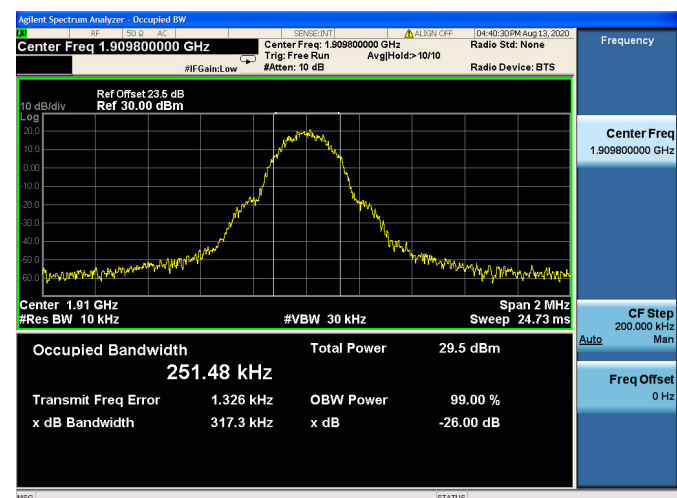 Agilent Spectrum Analyzer - Occupied BW
RF 50 Ω AC SENSE:INT ALIGN OFF 04:40:30 PM Aug 13, 2020
Center Freq 1.909800000 GHz
Center Freq: 1.909800000 GHz
Radio Std: None
Trig: Free Run Avg|Hold:> 10/10
#IFGain:Low
#Atten: 10 dB
Radio Device: BTS
Ref Offset 23.5 dB
10 dB/div Ref 30.00 dBm
Log
20.0
10.0
0.00
-10.0
-20.0
-30.0
-40.0
-50.0
-60.0
Center 1.91 GHz
Span 2 MHz
#Res BW 10 kHz
#VBW 30 kHz
Sweep 24.73 ms
Occupied Bandwidth
251.48 kHz
Total Power 29.5 dBm
Transmit Freq Error 1.326 kHz
OBW Power 99.00 %
x dB Bandwidth 317.3 kHz
x dB -26.00 dB
Frequency
Center Freq
1.909800000 GHz
CF Step
200.000 kHz
Auto Man
Freq Offset
0 Hz
MSG
STATUS